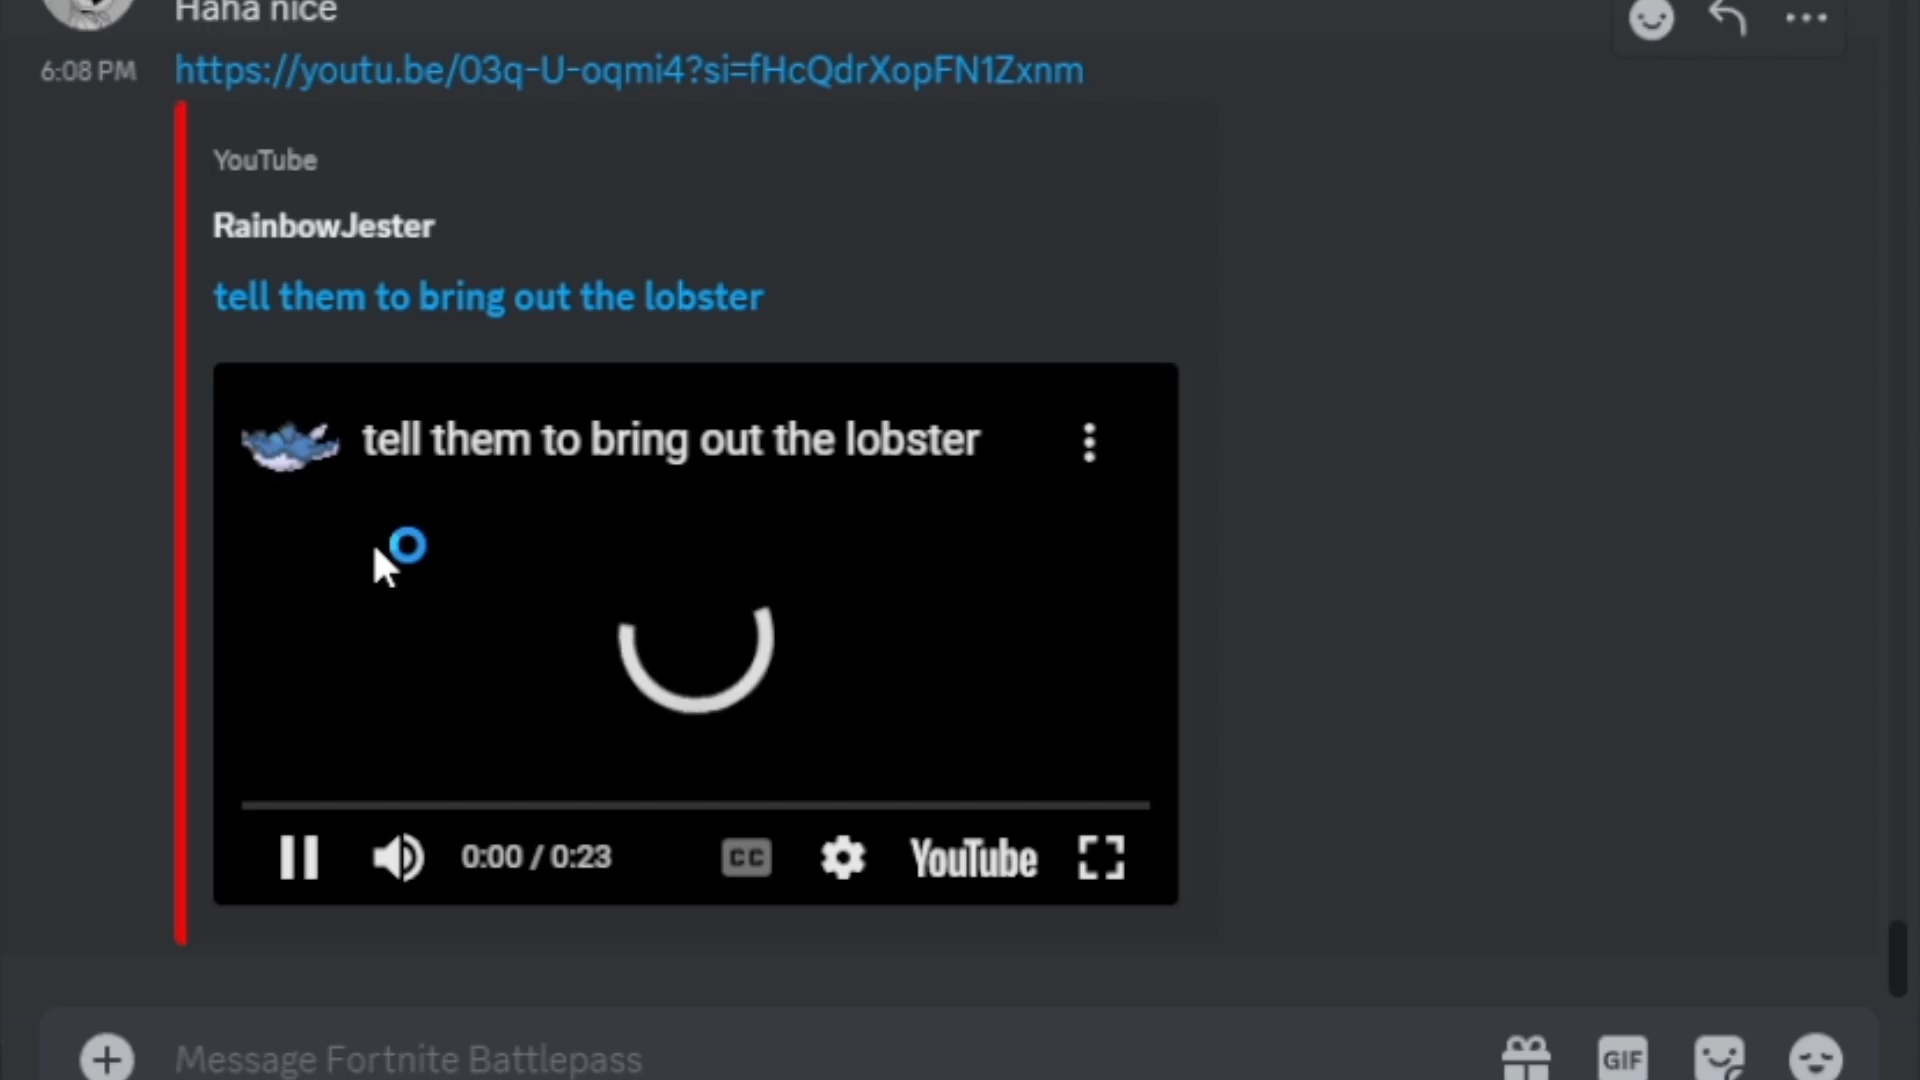 Haha nice
6:08 PM https://youtu.be/03q-U-oqmi4?si=fHcQdrXopFN1Zxnm
YouTube
RainbowJester
tell them to bring out the lobster
tell them to bring out the lobster
0:00 / 0:23 CC YouTube
Message Fortnite Battlepass GIF